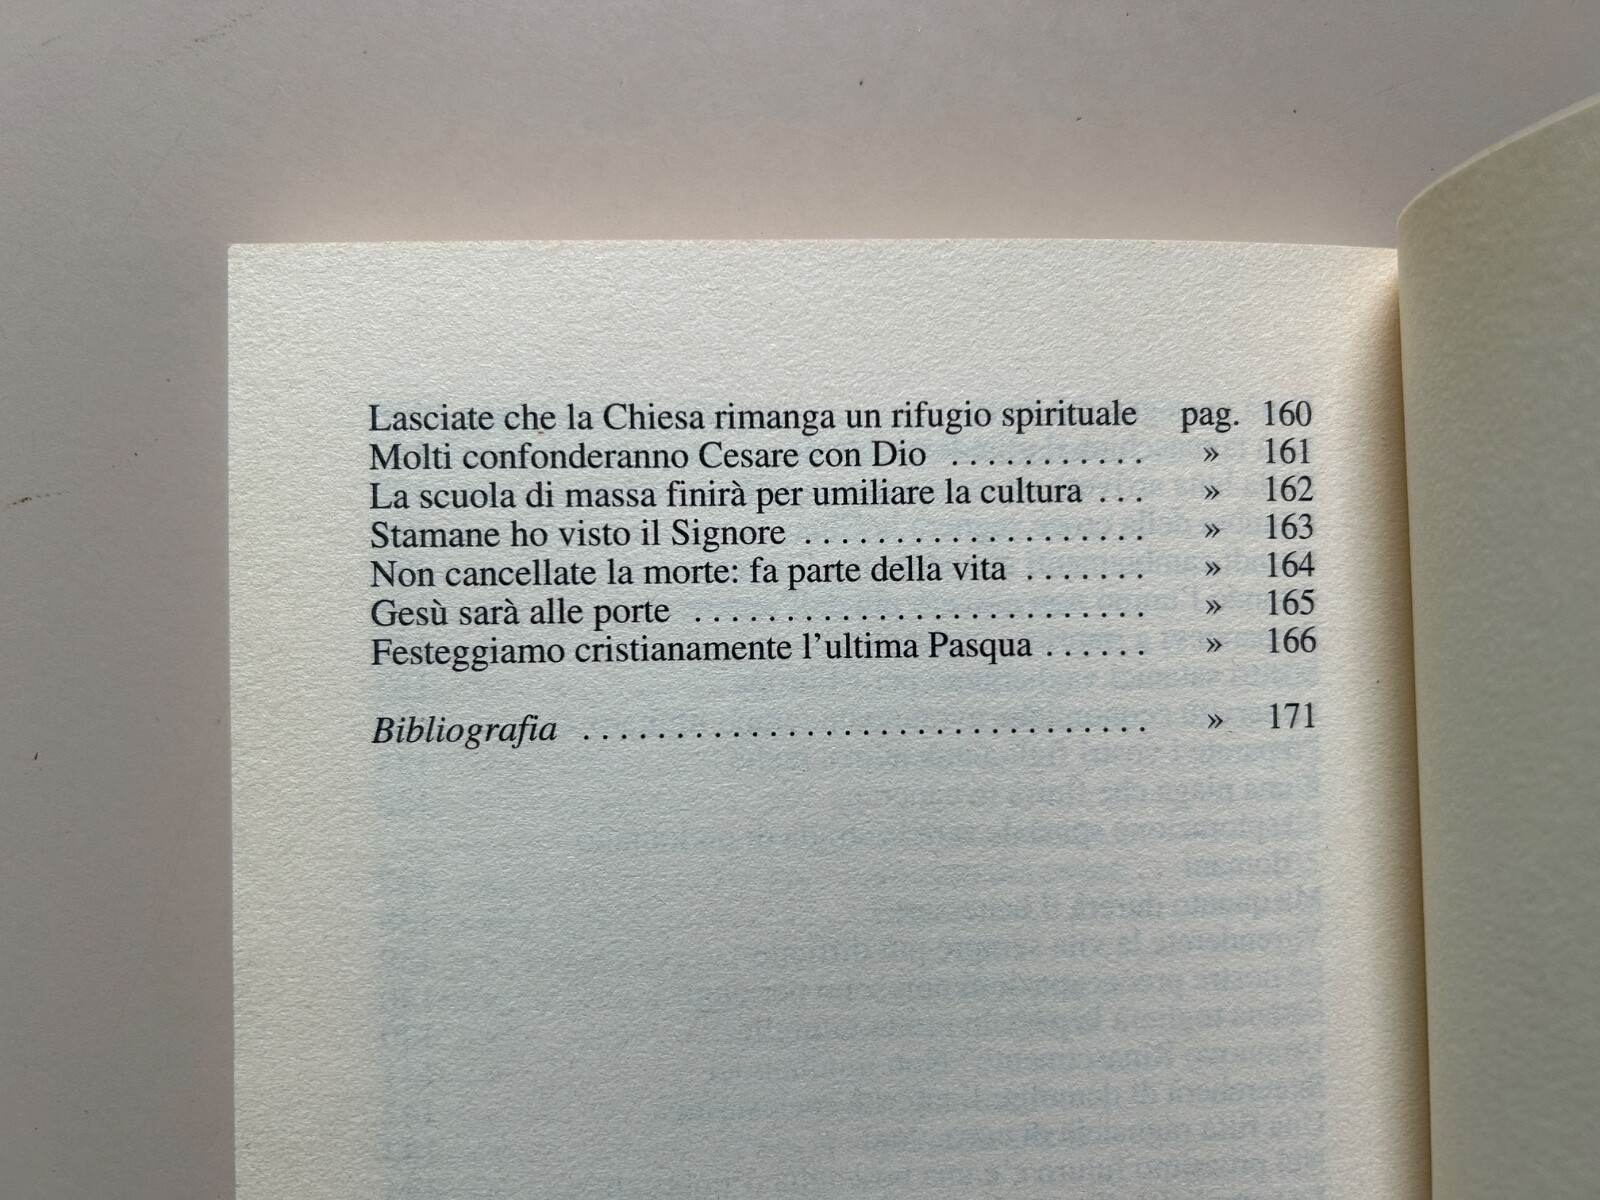 Lasciate che la Chiesa rimanga un rifugio spirituale pag. 160
Molti confonderanno Cesare con Dio ........... » 161
La scuola di massa finirà per umiliare la cultura ... » 162
Stamane ho visto il Signore ................... » 163
Non cancellate la morte: fa parte della vita ....... » 164
Gesù sarà alle porte ......................... » 165
Festeggiamo cristianamente l'ultima Pasqua ...... » 166
Bibliografia ................................ » 171